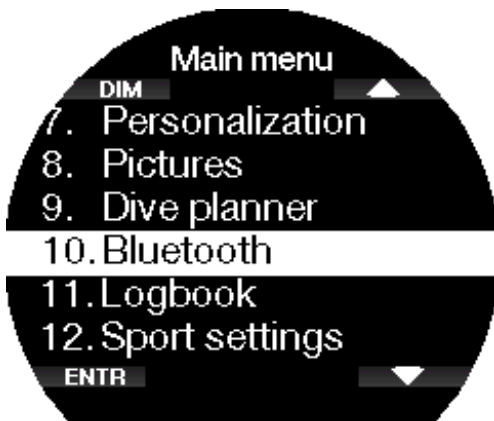 Main menu
DIM
7. Personalization
8. Pictures
9. Dive planner
10. Bluetooth
11. Logbook
12. Sport settings
ENTR